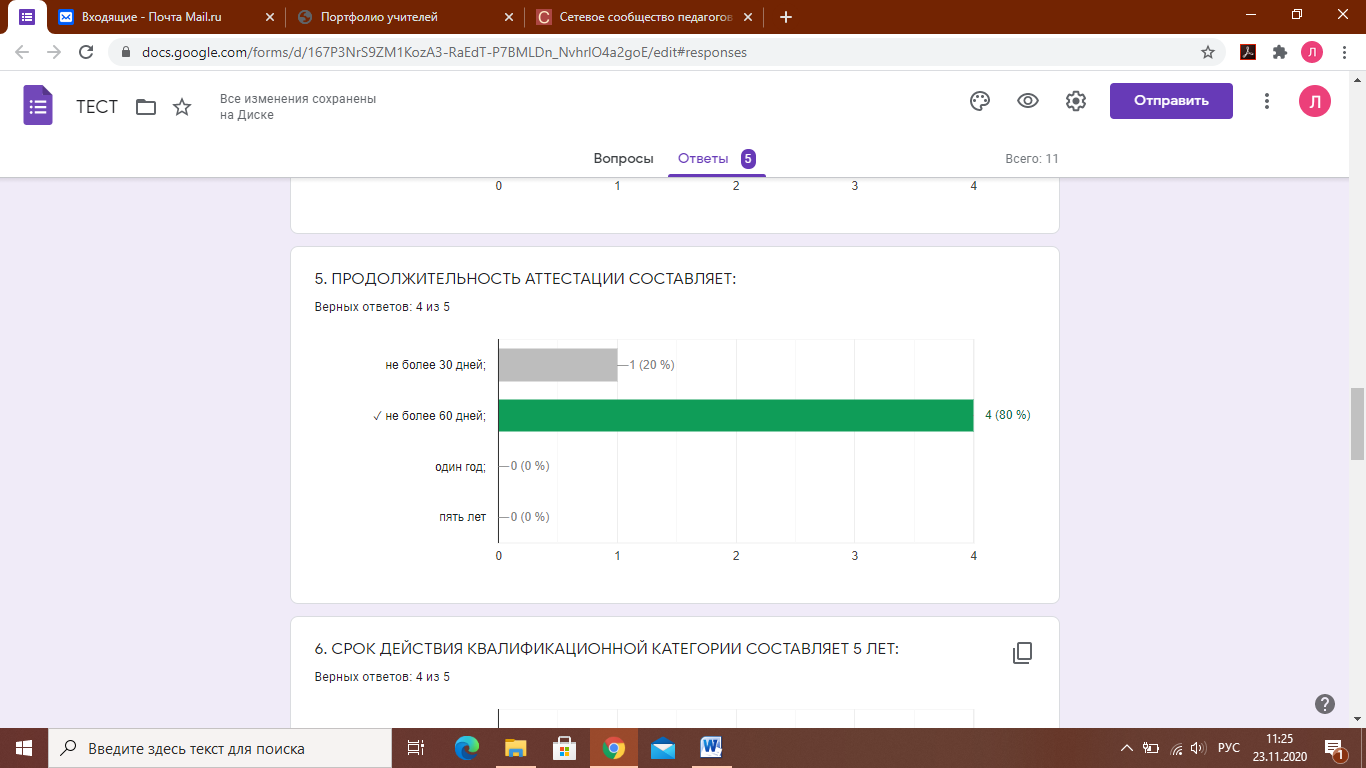 Входящие - Почта Mail.ru
Портфолио учителей
Сетевое сообщество педагогов
docs.google.com/forms/d/167P3NrS9ZM1KozA3-RaEdT-P7BMLDn_NvhrlO4a2goE/edit#responses
Л
ТЕСТ
Все изменения сохранены
на Диске
Отправить
Л
Вопросы
Ответы 5
Всего: 11
0 1 2 3 4
5. ПРОДОЛЖИТЕЛЬНОСТЬ АТТЕСТАЦИИ СОСТАВЛЯЕТ:
Верных ответов: 4 из 5
не более 30 дней; 1 (20 %)
✓ не более 60 дней; 4 (80 %)
один год; 0 (0 %)
пять лет 0 (0 %)
0 1 2 3 4
6. СРОК ДЕЙСТВИЯ КВАЛИФИКАЦИОННОЙ КАТЕГОРИИ СОСТАВЛЯЕТ 5 ЛЕТ:
Верных ответов: 4 из 5
Введите здесь текст для поиска
РУС
11:25
23.11.2020
1